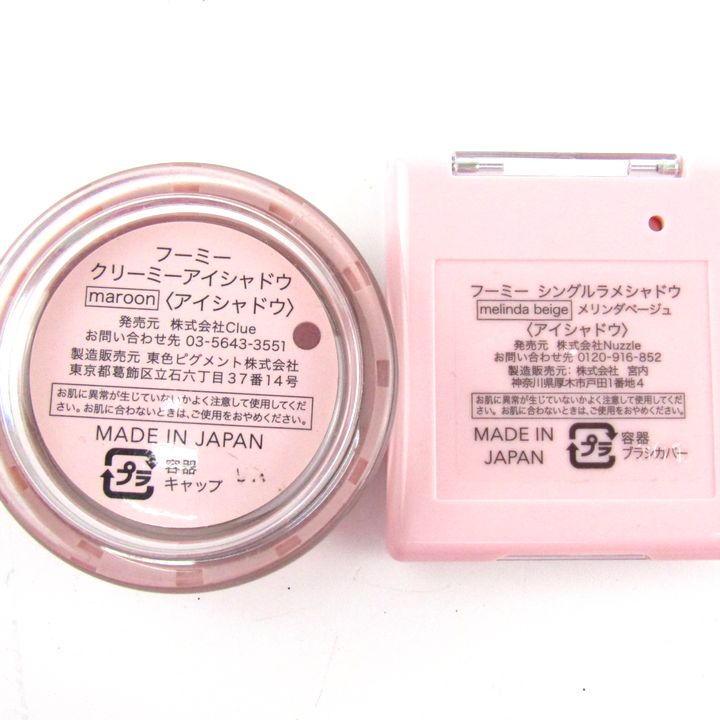 フーミー
クリーミーアイシャドウ
maroon 〈アイシャドウ〉
発売元 株式会社Clue
お問い合わせ先 03-5643-3551
製造販売元 東色ピグメント株式会社
東京都葛飾区立石六丁目37番14号
お肌に異常が生じていないかよく注意して使用してくだ
さい。お肌に合わないときは、ご使用をおやめください。
MADE IN JAPAN
プラ 容器
キャップ
フーミー シングルラメシャドウ
melinda beige メリンダベージュ
〈アイシャドウ〉
発売元 株式会社Nuzzle
お問い合わせ先 0120-916-852
製造販売元：株式会社 宮内
神奈川県厚木市戸田1番地4
お肌に異常が生じていないかよく注意して使用してくだ
さい。お肌に合わないときは、ご使用をおやめください。
MADE IN
JAPAN
プラ 容器
ブラシカバー